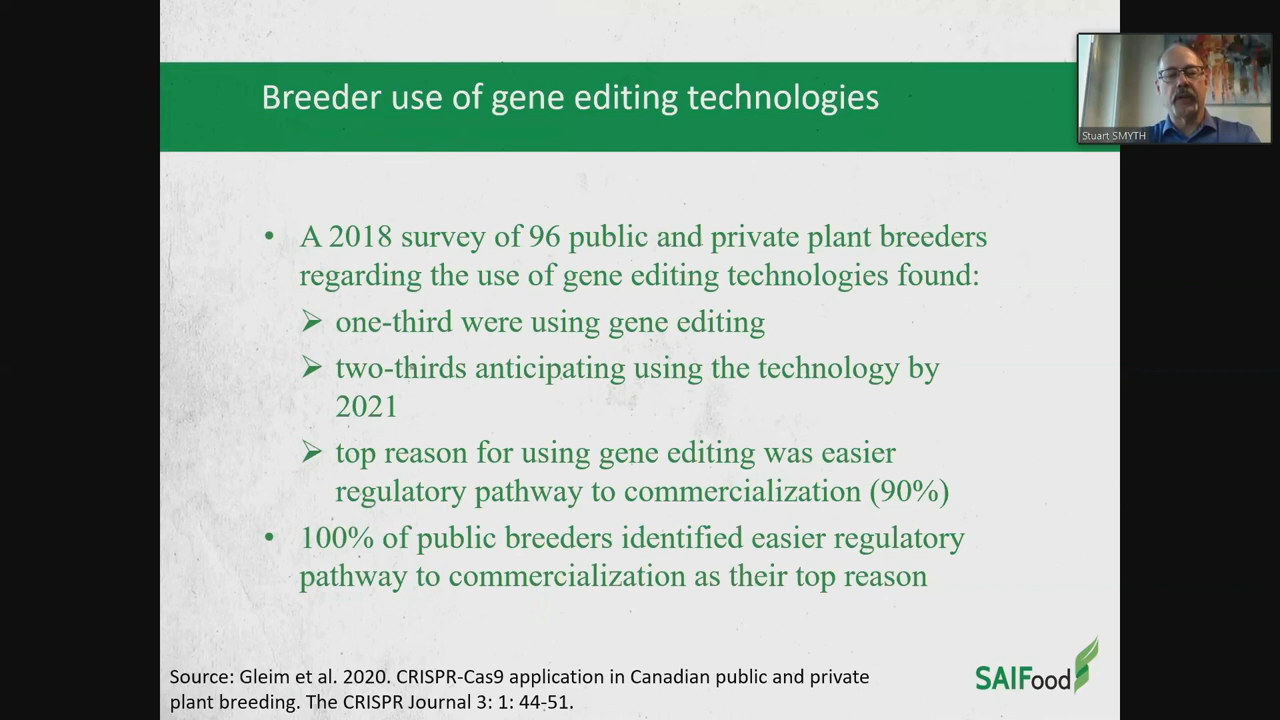 Breeder use of gene editing technologies
Stuart SMYTH
• A 2018 survey of 96 public and private plant breeders
regarding the use of gene editing technologies found:
➢ one-third were using gene editing
➢ two-thirds anticipating using the technology by
2021
➢ top reason for using gene editing was easier
regulatory pathway to commercialization (90%)
• 100% of public breeders identified easier regulatory
pathway to commercialization as their top reason
Source: Gleim et al. 2020. CRISPR-Cas9 application in Canadian public and private
plant breeding. The CRISPR Journal 3: 1: 44-51.
SAIFood